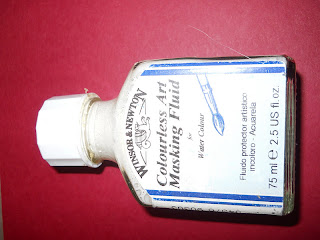 WINSOR & NEWTON
Colourless Art
Masking Fluid
for
Water Colour
Fluido protector artístico
incoloro - Acuarela
75 ml e 2.5 US fl.oz.